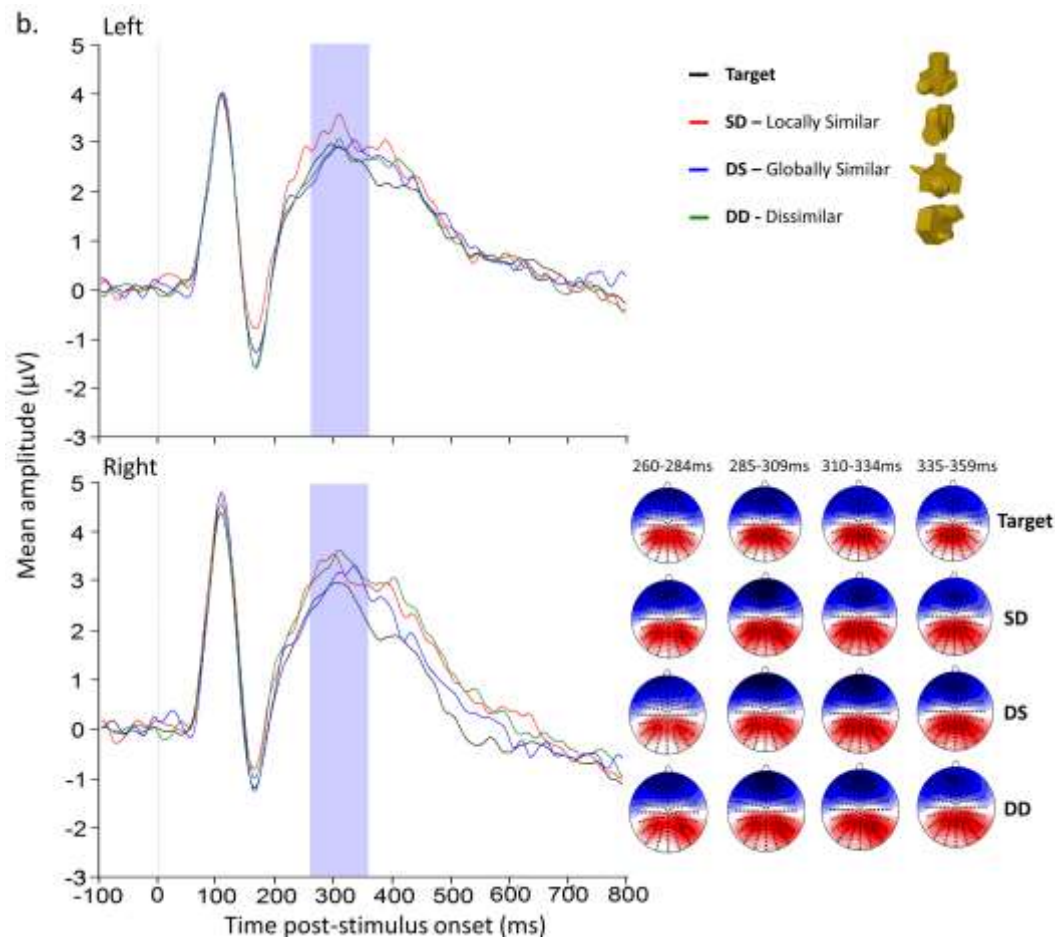 b.
Left
5
4
3
2
1
0
-1
-2
-3
Target
SD – Locally Similar
DS – Globally Similar
DD - Dissimilar
Mean amplitude (µV)
Right
5
4
3
2
1
0
-1
-2
-3
-100 0 100 200 300 400 500 600 700 800
Time post-stimulus onset (ms)
260-284ms 285-309ms 310-334ms 335-359ms
Target
SD
DS
DD